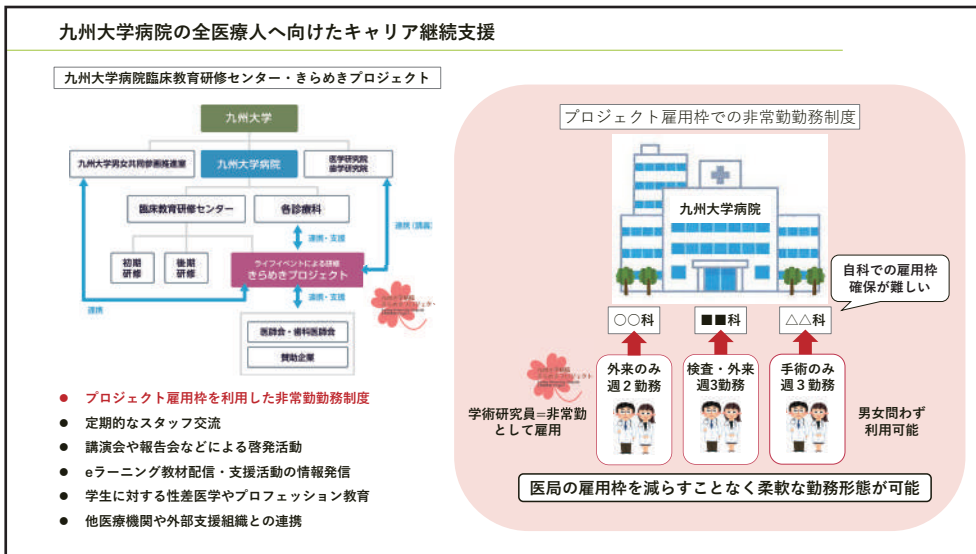 九州大学病院の全医療人へ向けたキャリア継続支援
九州大学病院臨床教育研修センター・きらめきプロジェクト
九州大学
九州大学男女共同参画推進室
九州大学病院
医学研究院
歯学研究院
臨床教育研修センター
各診療科
連携・支援
連携(講義)
初期
研修
後期
研修
ライフイベントによる研修
きらめきプロジェクト
連携
連携・支援
医師会・歯科医師会
賛助企業
● プロジェクト雇用枠を利用した非常勤勤務制度
● 定期的なスタッフ交流
● 講演会や報告会などによる啓発活動
● eラーニング教材配信・支援活動の情報発信
● 学生に対する性差医学やプロフェッション教育
● 他医療機関や外部支援組織との連携
プロジェクト雇用枠での非常勤勤務制度
九州大学病院
自科での雇用枠
確保が難しい
○○科
■■科
△△科
外来のみ
週2勤務
検査・外来
週3勤務
手術のみ
週3勤務
学術研究員=非常勤
として雇用
男女問わず
利用可能
医局の雇用枠を減らすことなく柔軟な勤務形態が可能